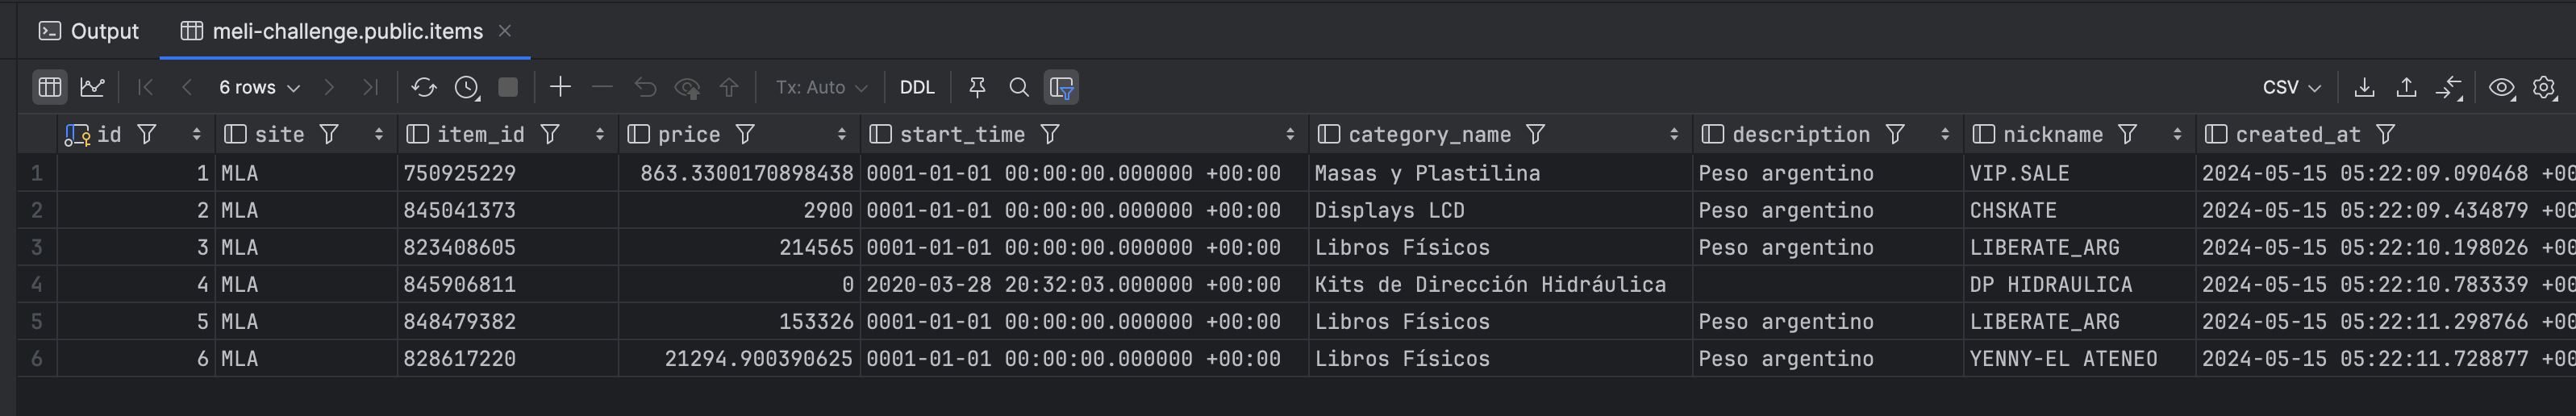 Output meli-challenge.public.items
6 rows Tx: Auto DDL CSV
id site item_id price start_time category_name description nickname created_at
1 1 MLA 750925229 863.3300170898438 0001-01-01 00:00:00.000000 +00:00 Masas y Plastilina Peso argentino VIP.SALE 2024-05-15 05:22:09.090468 +00
2 2 MLA 845041373 2900 0001-01-01 00:00:00.000000 +00:00 Displays LCD Peso argentino CHSKATE 2024-05-15 05:22:09.434879 +00
3 3 MLA 823408605 214565 0001-01-01 00:00:00.000000 +00:00 Libros Físicos Peso argentino LIBERATE_ARG 2024-05-15 05:22:10.198026 +00
4 4 MLA 845906811 0 2020-03-28 20:32:03.000000 +00:00 Kits de Dirección Hidráulica DP HIDRAULICA 2024-05-15 05:22:10.783339 +00
5 5 MLA 848479382 153326 0001-01-01 00:00:00.000000 +00:00 Libros Físicos Peso argentino LIBERATE_ARG 2024-05-15 05:22:11.298766 +00
6 6 MLA 828617220 21294.900390625 0001-01-01 00:00:00.000000 +00:00 Libros Físicos Peso argentino YENNY-EL ATENEO 2024-05-15 05:22:11.728877 +00